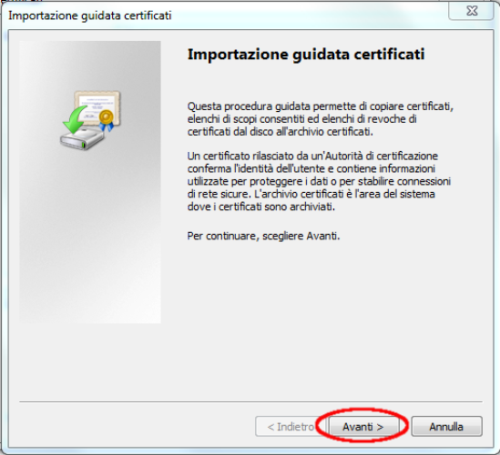 Importazione guidata certificati
Importazione guidata certificati
Questa procedura guidata permette di copiare certificati,
elenchi di scopi consentiti ed elenchi di revoche di
certificati dal disco all'archivio certificati.
Un certificato rilasciato da un'Autorità di certificazione
conferma l'identità dell'utente e contiene informazioni
utilizzate per proteggere i dati o per stabilire connessioni
di rete sicure. L'archivio certificati è l'area del sistema
dove i certificati sono archiviati.
Per continuare, scegliere Avanti.
< Indietro Avanti > Annulla